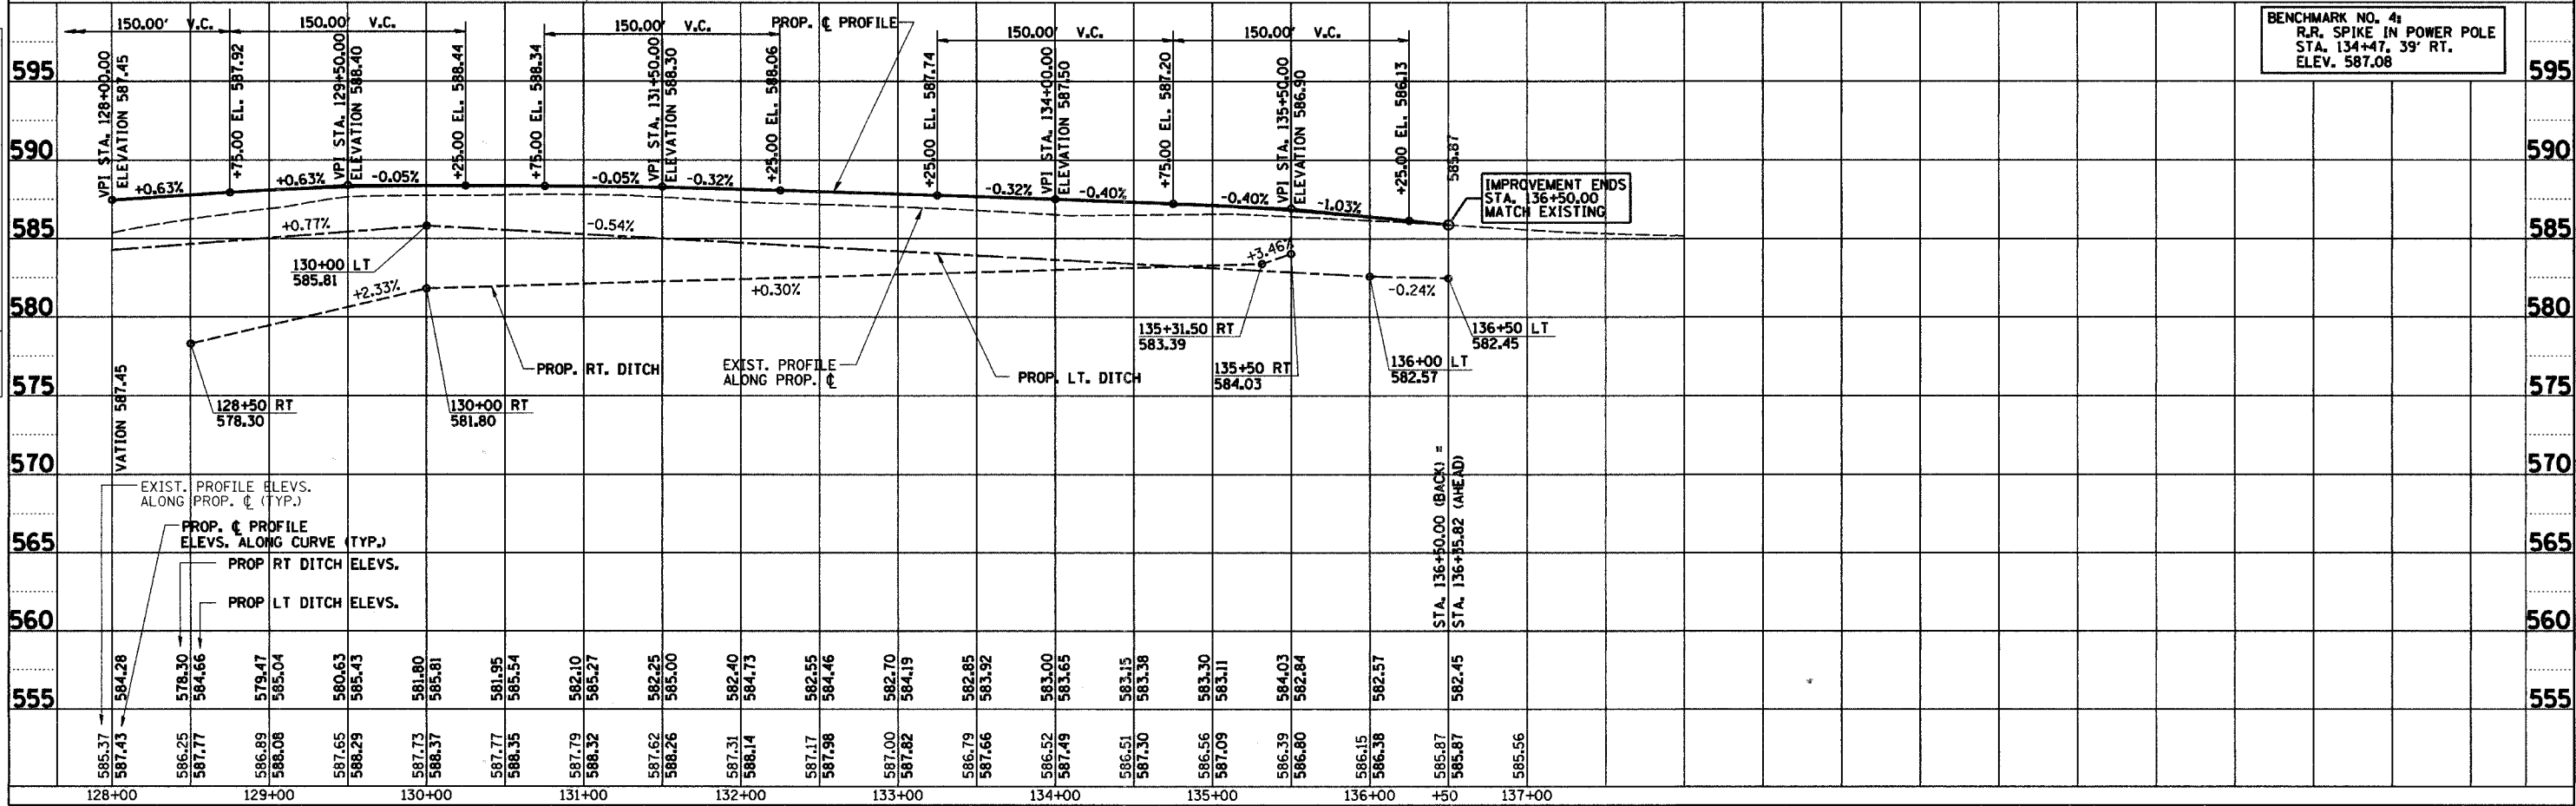 150.00' V.C.
150.00' V.C.
150.00' V.C.
PROP. ℄ PROFILE
150.00' V.C.
150.00' V.C.
BENCHMARK NO. 4:
R.R. SPIKE IN POWER POLE
STA. 134+47, 39' RT.
ELEV. 587.08
VPI STA. 128+00.00
ELEVATION 587.45
+75.00 EL. 587.92
VPI STA. 129+50.00
ELEVATION 588.40
+25.00 EL. 588.44
+75.00 EL. 588.34
VPI STA. 131+50.00
ELEVATION 588.30
+25.00 EL. 588.06
+25.00 EL. 587.74
VPI STA. 134+00.00
ELEVATION 587.50
+75.00 EL. 587.20
VPI STA. 135+50.00
ELEVATION 586.90
+25.00 EL. 586.13
585.87
595
595
590
590
+0.63%
+0.63%
-0.05%
-0.05%
-0.32%
-0.32%
-0.40%
-0.40%
-1.03%
IMPROVEMENT ENDS
STA. 136+50.00
MATCH EXISTING
585
585
+0.77%
-0.54%
+3.46%
130+00 LT
585.81
+2.33%
+0.30%
-0.24%
580
580
135+31.50 RT
583.39
136+50 LT
582.45
PROP. RT. DITCH
EXIST. PROFILE
ALONG PROP. ℄
PROP. LT. DITCH
135+50 RT
584.03
136+00 LT
582.57
575
575
128+50 RT
578.30
130+00 RT
581.80
VATION 587.45
570
570
EXIST. PROFILE ELEVS.
ALONG PROP. ℄ (TYP.)
PROP. ℄ PROFILE
ELEVS. ALONG CURVE (TYP.)
STA. 136+50.00 (BACK) =
STA. 136+35.82 (AHEAD)
565
565
PROP RT DITCH ELEVS.
PROP LT DITCH ELEVS.
560
560
584.28
578.30
584.66
579.47
585.04
580.63
585.43
581.80
585.81
581.95
585.54
582.10
585.27
582.25
585.00
582.40
584.73
582.55
584.46
582.70
584.19
582.85
583.92
583.00
583.65
583.15
583.38
583.30
583.11
584.03
582.84
582.57
582.45
555
555
585.37
587.43
586.25
587.77
586.89
588.08
587.65
588.29
587.73
588.37
587.77
588.35
587.79
588.32
587.62
588.26
587.31
588.14
587.17
587.98
587.00
587.82
586.79
587.66
586.52
587.49
586.51
587.30
586.56
587.09
586.39
586.80
586.15
586.38
585.87
585.87
585.56
128+00
129+00
130+00
131+00
132+00
133+00
134+00
135+00
136+00
+50
137+00